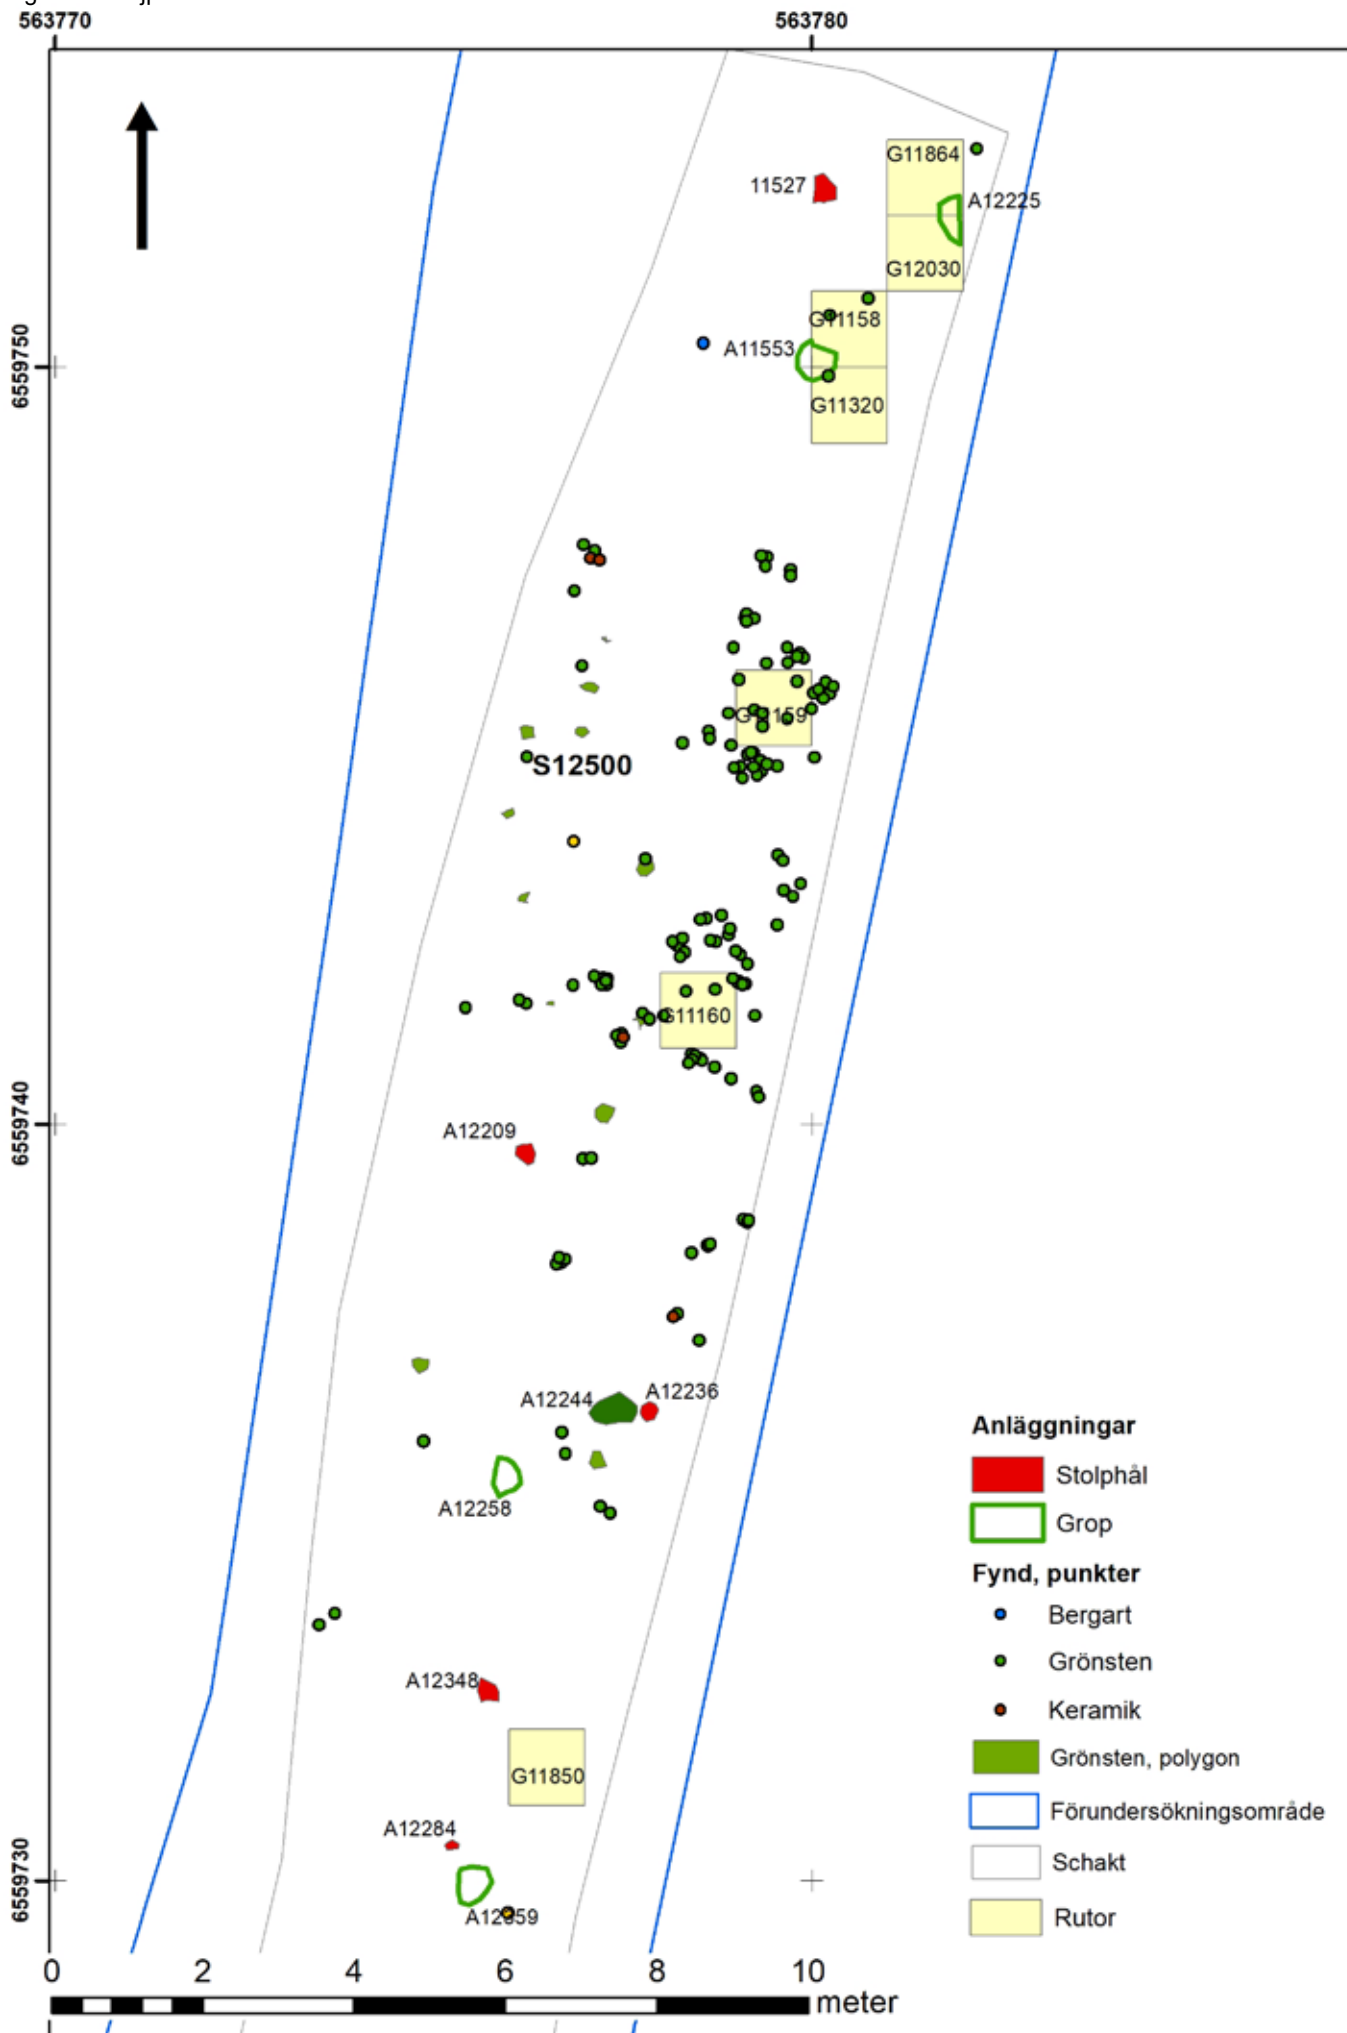 563770
563780
G11864
11527
A12225
G12030
G11158
A11553
6559750
G11320
S12500
G11160
6559740
A12209
A12244
A12236
A12258
A12348
G11850
A12284
6559730
Anläggningar
Stolphål
Grop
Fynd, punkter
Bergart
Grönsten
Keramik
Grönsten, polygon
Förundersökningsområde
Schakt
Rutor
0 2 4 6 8 10
meter